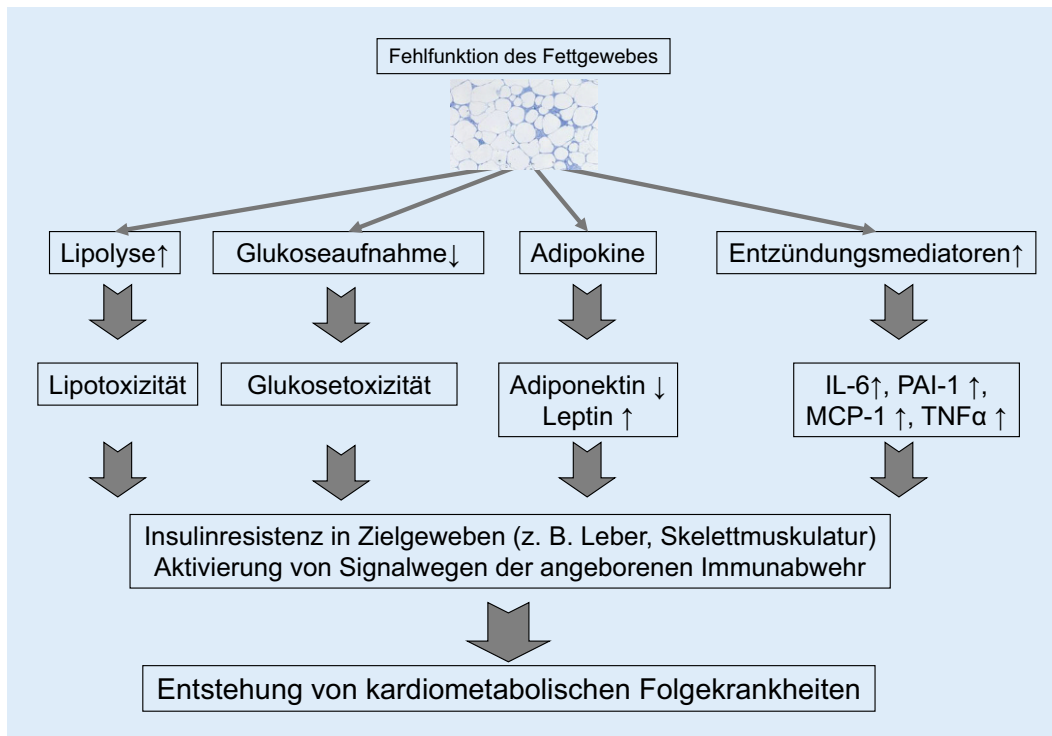 Fehlfunktion des Fettgewebes
Lipolyse↑
Glukoseaufnahme↓
Adipokine
Entzündungsmediatoren↑
Lipotoxizität
Glukosetoxizität
Adiponektin ↓
Leptin ↑
IL-6↑, PAI-1 ↑,
MCP-1 ↑, TNFα ↑
Insulinresistenz in Zielgeweben (z. B. Leber, Skelettmuskulatur)
Aktivierung von Signalwegen der angeborenen Immunabwehr
Entstehung von kardiometabolischen Folgekrankheiten